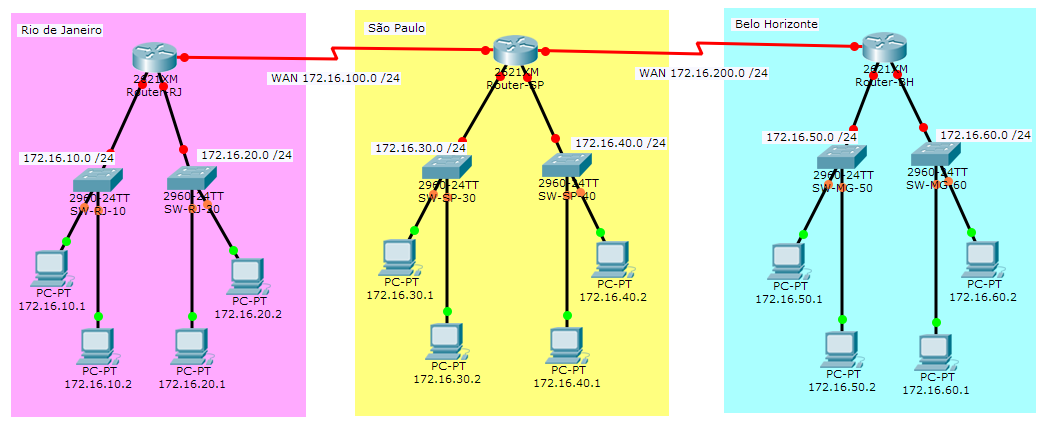 Rio de Janeiro
2621XM
Router-RJ
172.16.10.0 /24
172.16.20.0 /24
2960-24TT
SW-RJ-10
2960-24TT
SW-RJ-20
PC-PT
172.16.10.1
PC-PT
172.16.20.2
PC-PT
172.16.10.2
PC-PT
172.16.20.1
WAN 172.16.100.0 /24
São Paulo
2621XM
Router-SP
172.16.30.0 /24
172.16.40.0 /24
2960-24TT
SW-SP-30
2960-24TT
SW-SP-40
PC-PT
172.16.30.1
PC-PT
172.16.40.2
PC-PT
172.16.30.2
PC-PT
172.16.40.1
WAN 172.16.200.0 /24
Belo Horizonte
2621XM
Router-BH
172.16.50.0 /24
172.16.60.0 /24
2960-24TT
SW-MG-50
2960-24TT
SW-MG-60
PC-PT
172.16.50.1
PC-PT
172.16.60.2
PC-PT
172.16.50.2
PC-PT
172.16.60.1